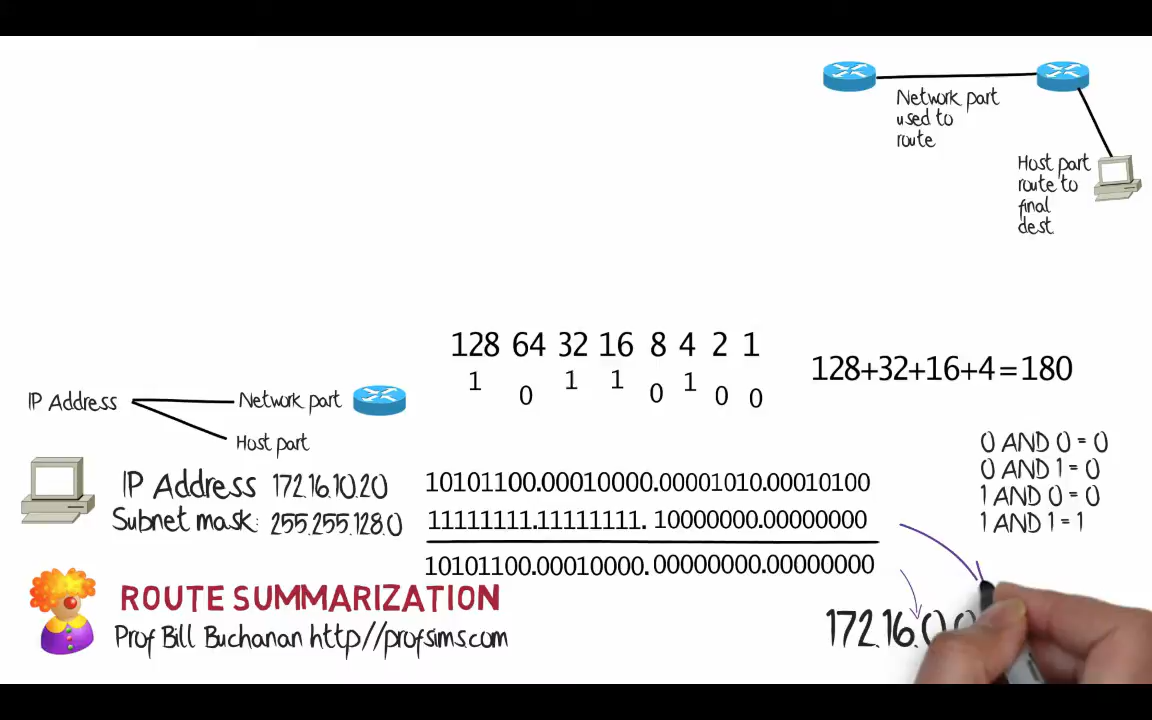 Network part
used to
route
Host part
route to
final
dest.
128 64 32 16 8 4 2 1
1 0 1 1 0 1 0 0
128+32+16+4=180
IP Address
Network part
Host part
0 AND 0 = 0
0 AND 1 = 0
1 AND 0 = 0
1 AND 1 = 1
IP Address 172.16.10.20
10101100.00010000.00001010.00010100
Subnet mask: 255.255.128.0
11111111.11111111. 10000000.00000000
10101100.00010000. 00000000.00000000
ROUTE SUMMARIZATION
Prof Bill Buchanan http//profsims.com
172.16.0.0